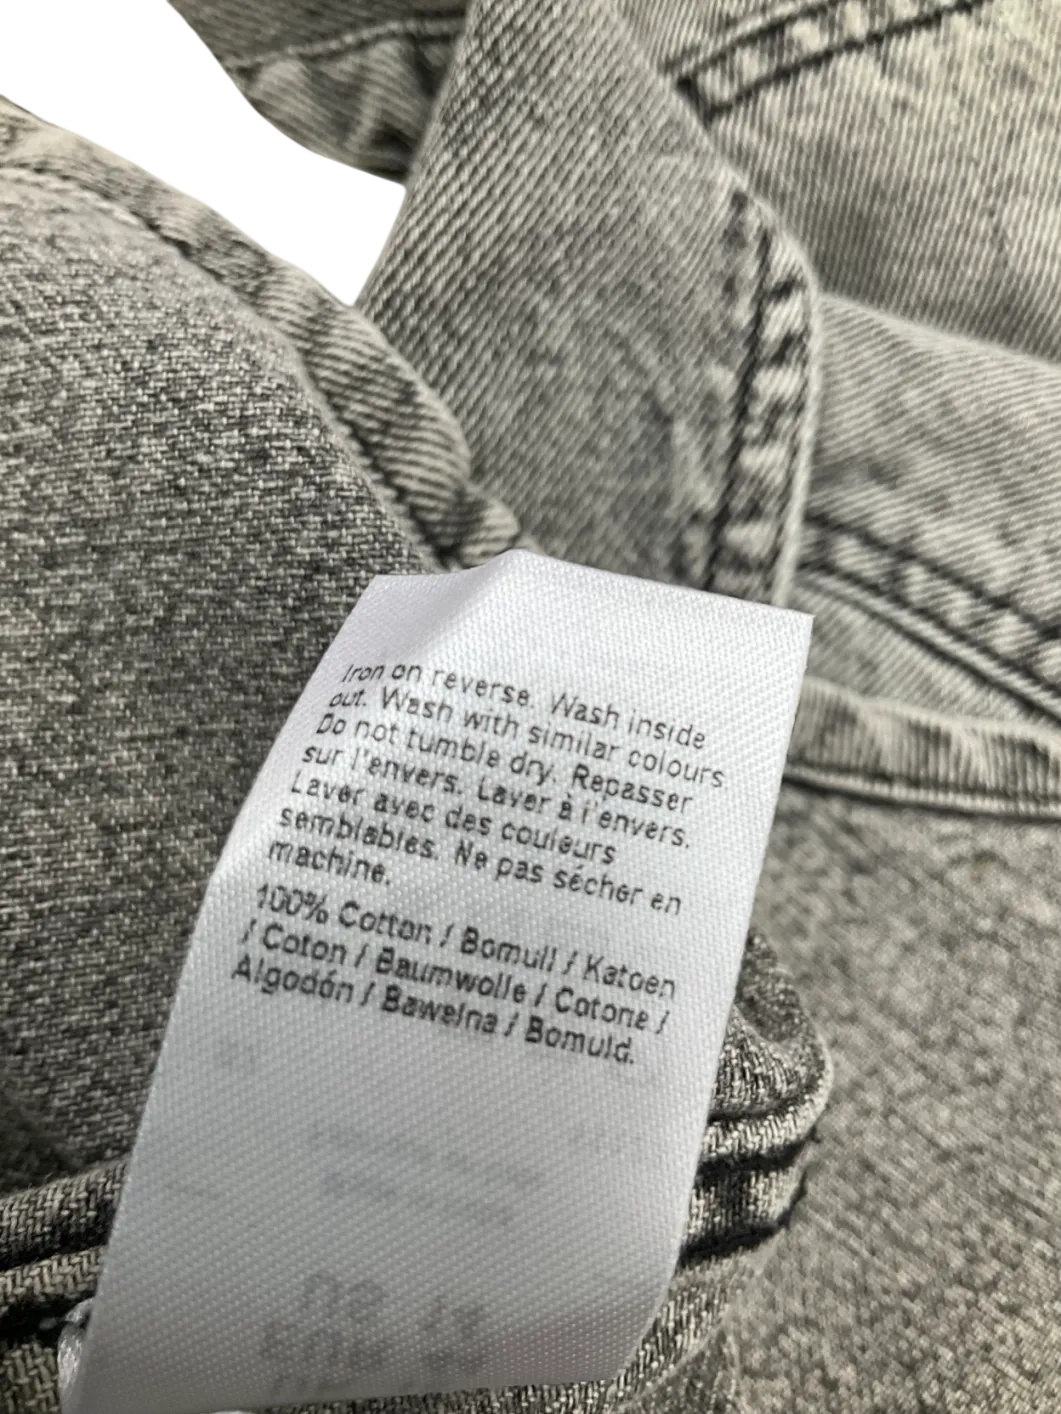 Iron on reverse. Wash inside
out. Wash with similar colours
Do not tumble dry. Repasser
sur l'envers. Laver à l'envers.
Laver avec des couleurs
semblables. Ne pas sécher en
machine.
100% Cotton / Bomull / Katoen
/ Coton / Baumwolle / Cotone /
Algodón / Bawełna / Bomuld.